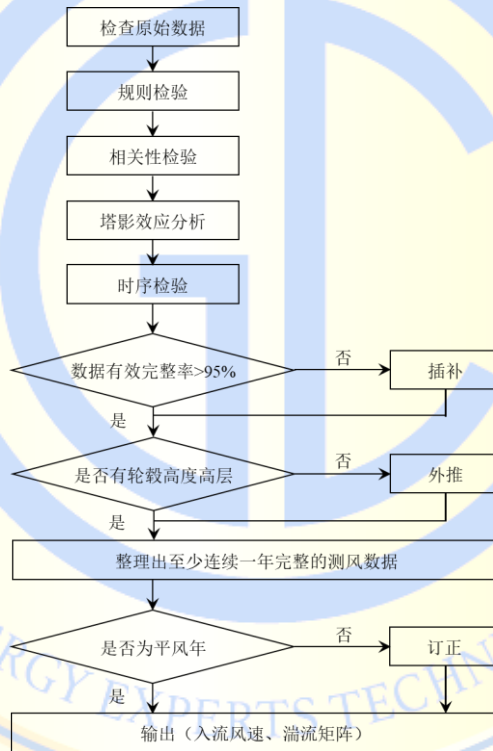 检查原始数据
规则检验
相关性检验
塔影效应分析
时序检验
数据有效完整率>95%
否
插补
是
是否有轮毂高度高层
否
外推
是
整理出至少连续一年完整的测风数据
是否为平风年
否
订正
是
输出（入流风速、湍流矩阵）
RGY EXPERTS TECHN